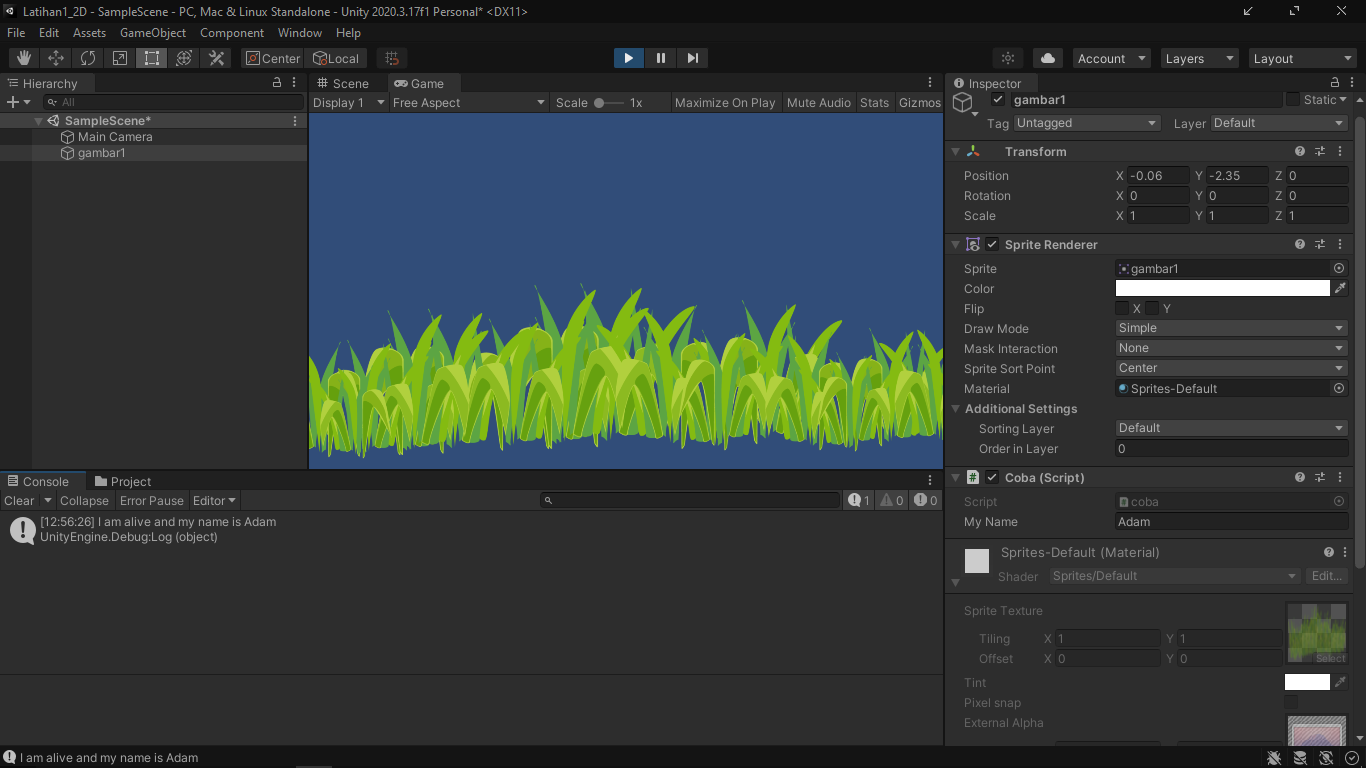 Latihan1_2D - SampleScene - PC, Mac & Linux Standalone - Unity 2020.3.17f1 Personal* <DX11>
File Edit Assets GameObject Component Window Help
Center Local Account Layers Layout
Hierarchy
All
SampleScene*
Main Camera
gambar1
Scene Game
Display 1 Free Aspect Scale 1x Maximize On Play Mute Audio Stats Gizmos
Inspector
gambar1 Static
Tag Untagged Layer Default
Transform
Position X -0.06 Y -2.35 Z 0
Rotation X 0 Y 0 Z 0
Scale X 1 Y 1 Z 1
Sprite Renderer
Sprite gambar1
Color
Flip X Y
Draw Mode Simple
Mask Interaction None
Sprite Sort Point Center
Material Sprites-Default
Additional Settings
Sorting Layer Default
Order in Layer 0
# Coba (Script)
Script coba
My Name Adam
Sprites-Default (Material)
Shader Sprites/Default Edit...
Sprite Texture
Tiling X 1 Y 1
Offset X 0 Y 0
Select
Tint
Pixel snap
External Alpha
Console Project
Clear Collapse Error Pause Editor 1 0 0
[12:56:26] I am alive and my name is Adam
UnityEngine.Debug:Log (object)
I am alive and my name is Adam